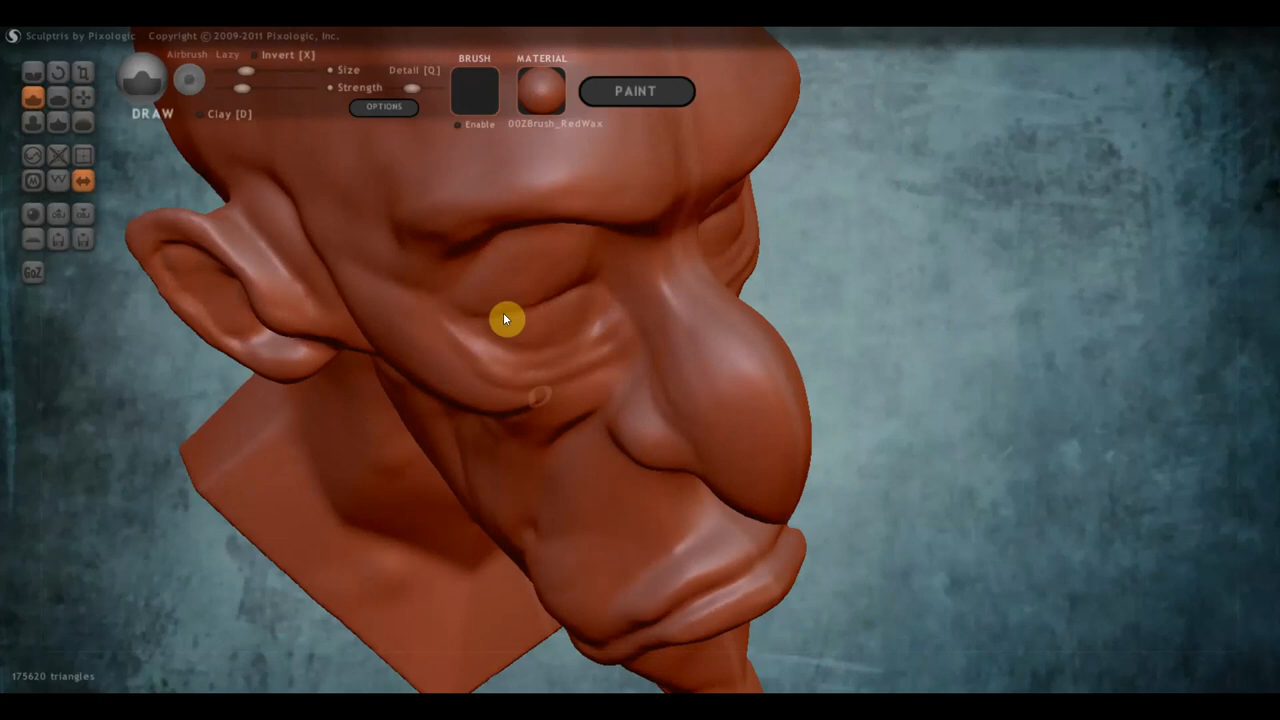 Sculptris by Pixologic Copyright © 2009-2011 Pixologic, Inc.
Airbrush Lazy Invert [X]
BRUSH MATERIAL
Size Detail [Q]
Strength
PAINT
OPTIONS
DRAW Clay [D]
Enable 00ZBrush_RedWax
GoZ
175620 triangles